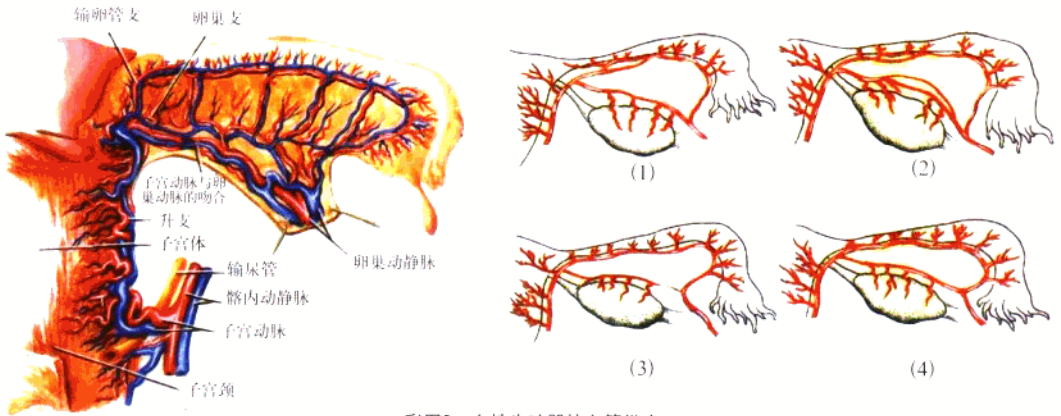 输卵管支
卵巢支
子宫动脉与卵
巢动脉的吻合
升支
子宫体
输尿管
卵巢动静脉
髂内动静脉
子宫动脉
子宫颈
(1)
(2)
(3)
(4)